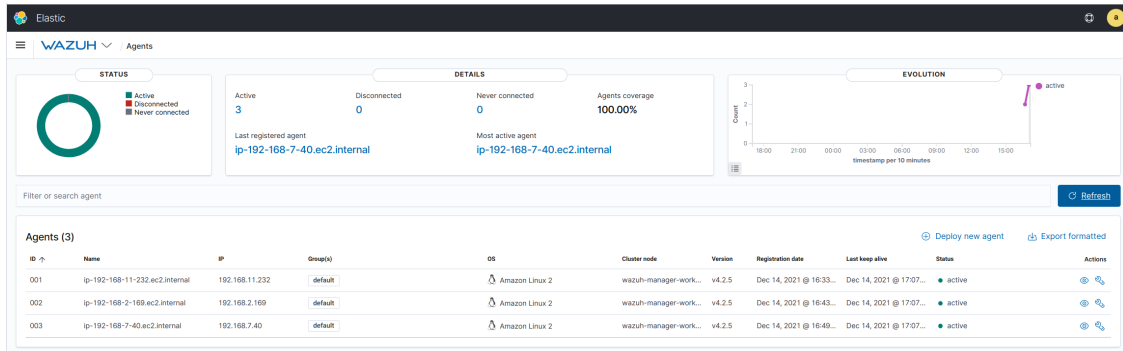 Elastic
a
WAZUH / Agents
STATUS
Active
Disconnected
Never connected
DETAILS
Active Disconnected Never connected Agents coverage
3 0 0 100.00%
Last registered agent Most active agent
ip-192-168-7-40.ec2.internal ip-192-168-7-40.ec2.internal
EVOLUTION
3
2
1
0
Count
18:00 21:00 00:00 03:00 06:00 09:00 12:00 15:00
timestamp per 10 minutes
active
Filter or search agent
Refresh
Agents (3)
Deploy new agent Export formatted
ID Name IP Group(s) OS Cluster node Version Registration date Last keep alive Status Actions
001 ip-192-168-11-232.ec2.internal 192.168.11.232 default Amazon Linux 2 wazuh-manager-work... v4.2.5 Dec 14, 2021 @ 16:33... Dec 14, 2021 @ 17:07... active
002 ip-192-168-2-169.ec2.internal 192.168.2.169 default Amazon Linux 2 wazuh-manager-work... v4.2.5 Dec 14, 2021 @ 16:43... Dec 14, 2021 @ 17:07... active
003 ip-192-168-7-40.ec2.internal 192.168.7.40 default Amazon Linux 2 wazuh-manager-work... v4.2.5 Dec 14, 2021 @ 16:49... Dec 14, 2021 @ 17:07... active